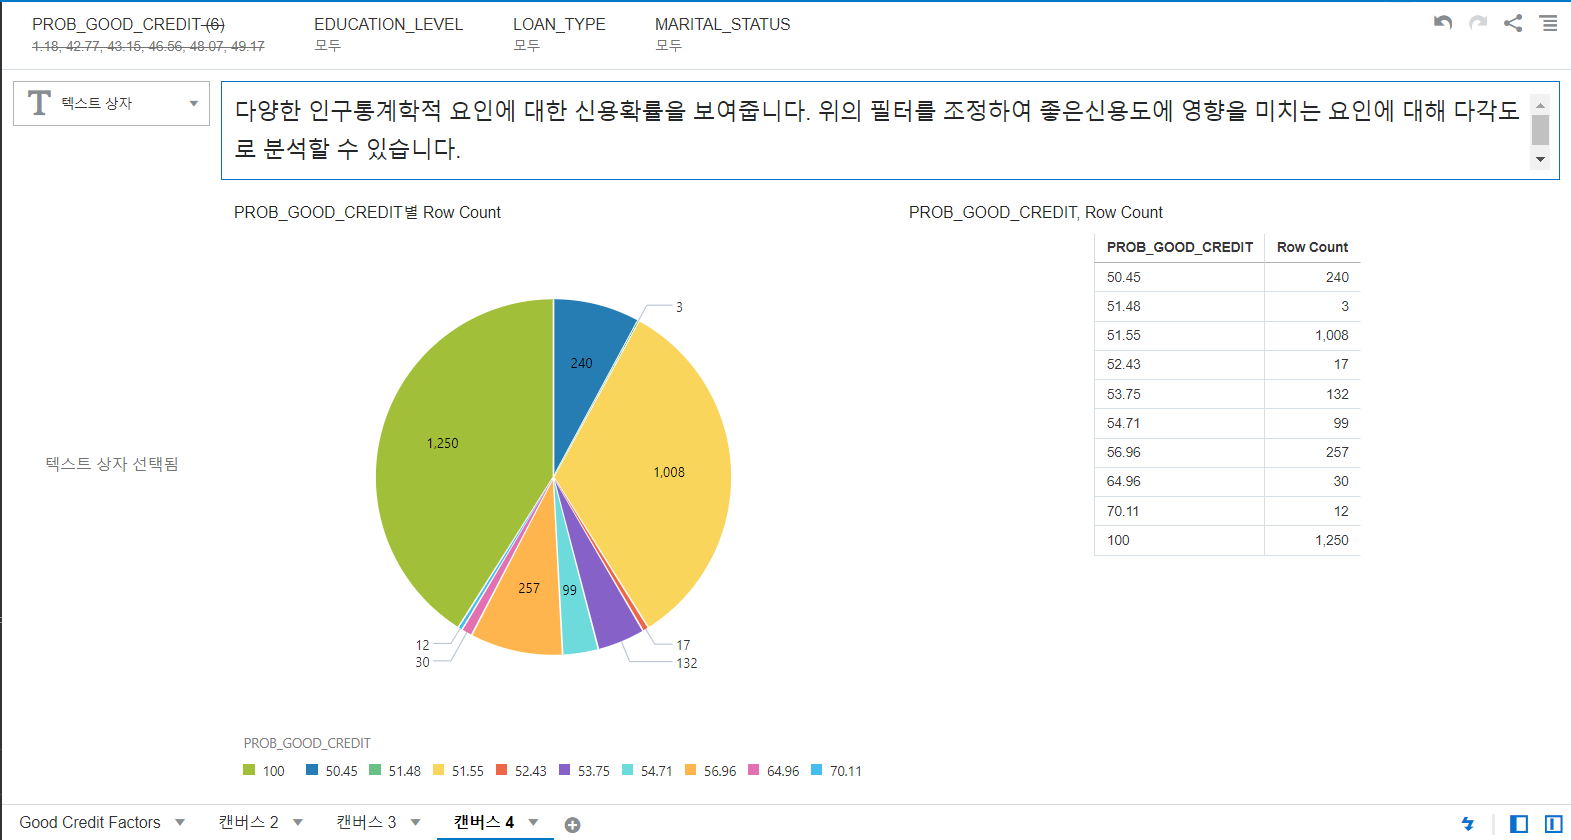 PROB_GOOD_CREDIT (6)
1.18, 42.77, 43.15, 46.56, 48.07, 49.17
EDUCATION_LEVEL
모두
LOAN_TYPE
모두
MARITAL_STATUS
모두
T 텍스트 상자
다양한 인구통계학적 요인에 대한 신용확률을 보여줍니다. 위의 필터를 조정하여 좋은신용도에 영향을 미치는 요인에 대해 다각도
로 분석할 수 있습니다.
텍스트 상자 선택됨
PROB_GOOD_CREDIT별 Row Count
3
240
1,250
1,008
257
99
12
17
30
132
PROB_GOOD_CREDIT
100 50.45 51.48 51.55 52.43 53.75 54.71 56.96 64.96 70.11
PROB_GOOD_CREDIT, Row Count
PROB_GOOD_CREDIT Row Count
50.45 240
51.48 3
51.55 1,008
52.43 17
53.75 132
54.71 99
56.96 257
64.96 30
70.11 12
100 1,250
Good Credit Factors 캔버스 2 캔버스 3 캔버스 4